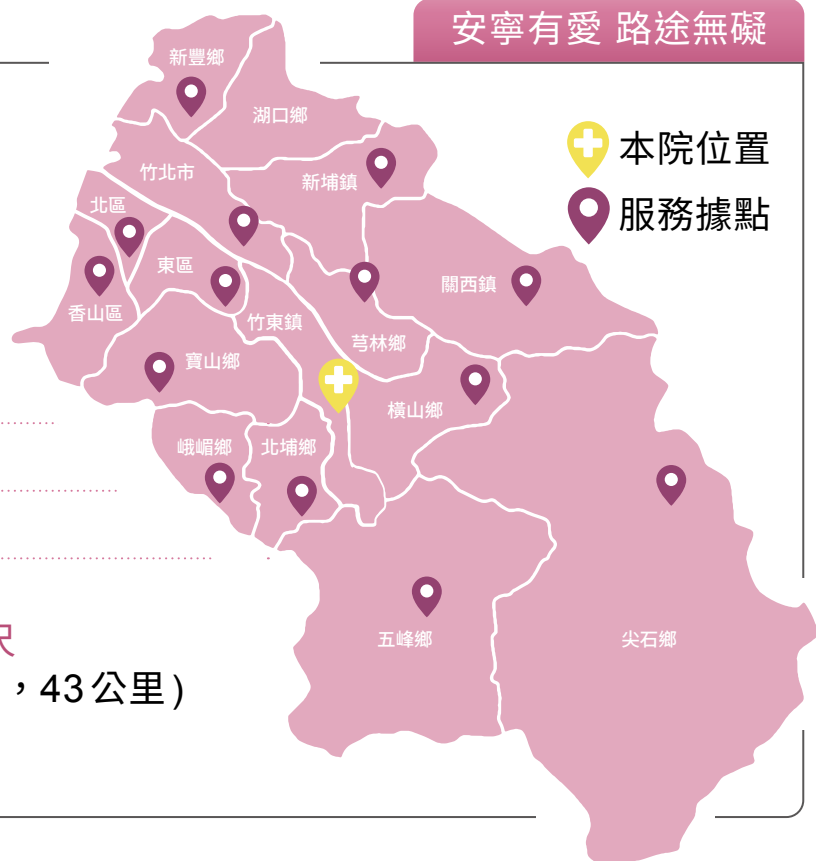 安寧有愛 路途無礙
本院位置
服務據點
新豐鄉
湖口鄉
竹北市
新埔鎮
北區
東區
關西鎮
香山區
竹東鎮
芎林鄉
寶山鄉
橫山鄉
峨嵋鄉
北埔鄉
五峰鄉
尖石鄉
，43公里)